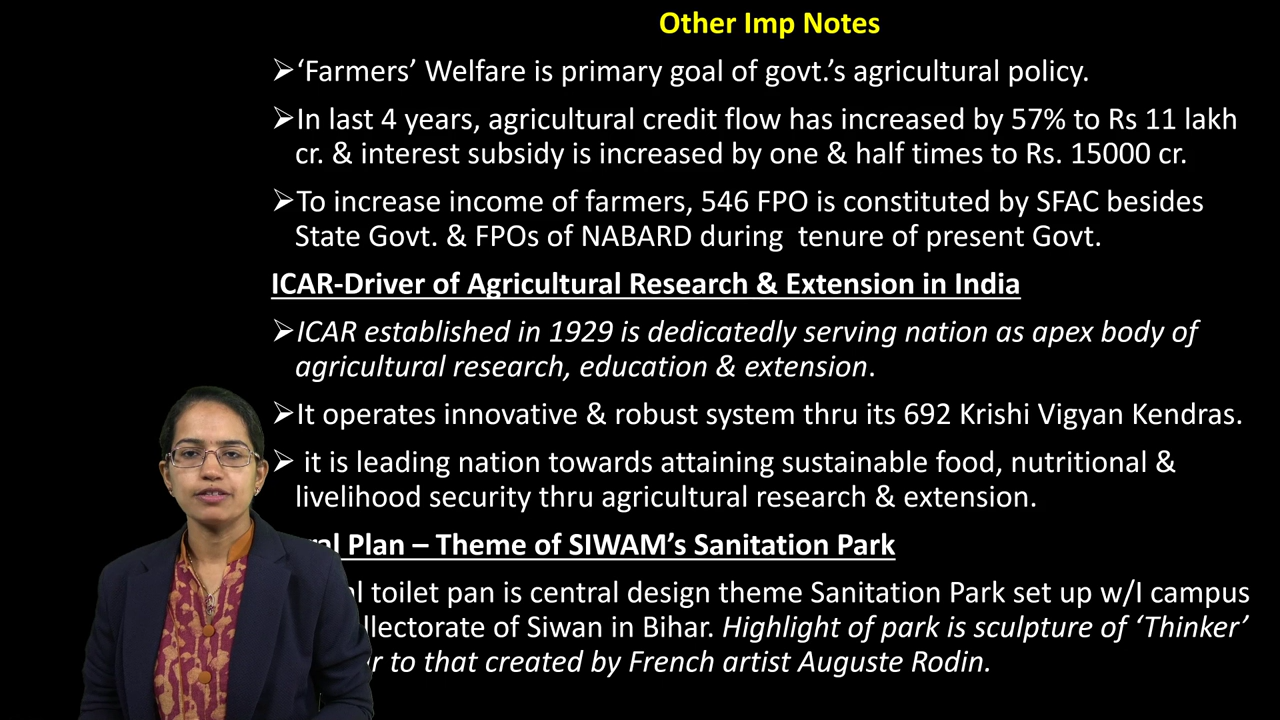 Other Imp Notes
➢‘Farmers’ Welfare is primary goal of govt.’s agricultural policy.
➢In last 4 years, agricultural credit flow has increased by 57% to Rs 11 lakh
cr. & interest subsidy is increased by one & half times to Rs. 15000 cr.
➢To increase income of farmers, 546 FPO is constituted by SFAC besides
State Govt. & FPOs of NABARD during tenure of present Govt.
ICAR-Driver of Agricultural Research & Extension in India
➢ICAR established in 1929 is dedicatedly serving nation as apex body of
agricultural research, education & extension.
➢It operates innovative & robust system thru its 692 Krishi Vigyan Kendras.
➢ it is leading nation towards attaining sustainable food, nutritional &
livelihood security thru agricultural research & extension.
Plan – Theme of SIWAM’s Sanitation Park
toilet pan is central design theme Sanitation Park set up w/I campus
of Siwan in Bihar. Highlight of park is sculpture of ‘Thinker’
to that created by French artist Auguste Rodin.